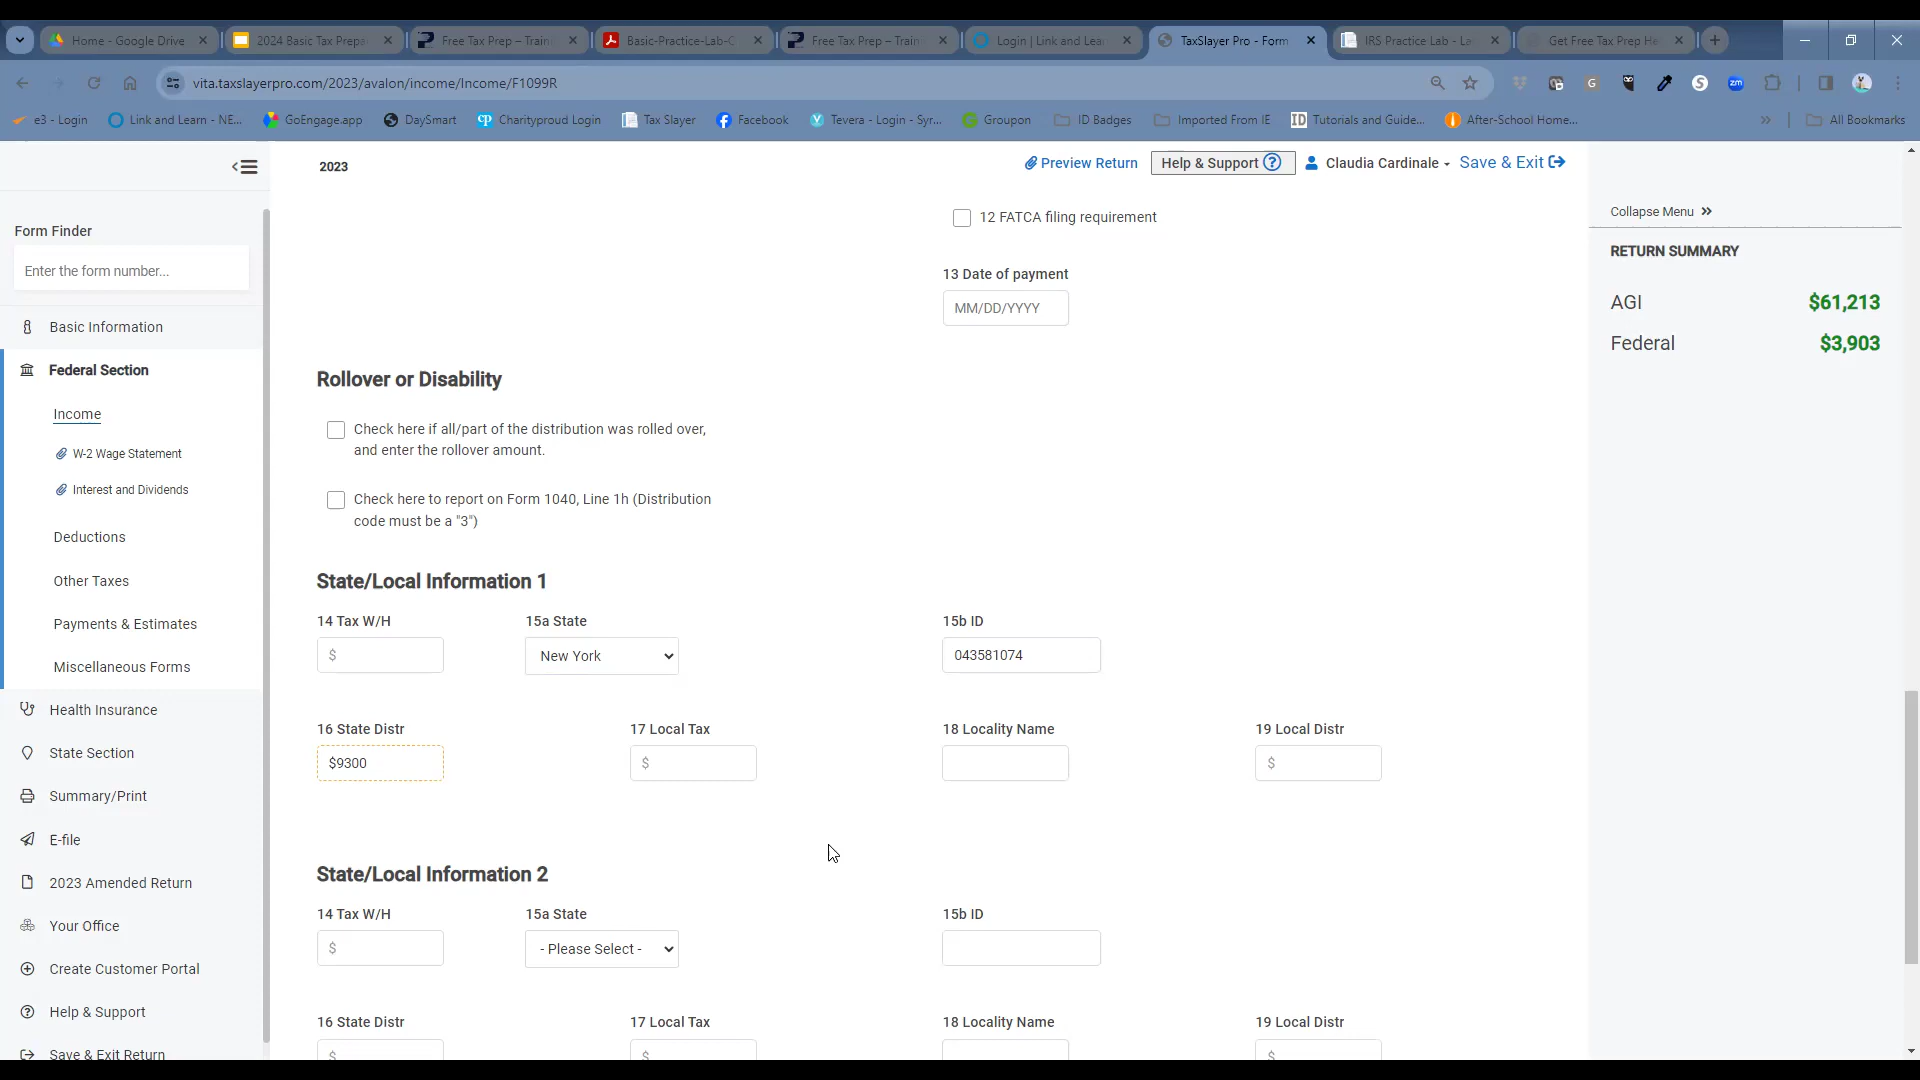 Home - Google Drive
2024 Basic Tax Prepa
Free Tax Prep – Train
Basic-Practice-Lab-C
Free Tax Prep – Train
Login | Link and Lea
TaxSlayer Pro - Form
IRS Practice Lab - La
Get Free Tax Prep He
vita.taxslayerpro.com/2023/avalon/income/Income/F1099R
e3 - Login
Link and Learn - NE...
GoEngage.app
DaySmart
Charityproud Login
Tax Slayer
Facebook
Tevera - Login - Syr...
Groupon
ID Badges
Imported From IE
Tutorials and Guide...
After-School Home...
All Bookmarks
2023
Preview Return
Help & Support
Claudia Cardinale
Save & Exit
Form Finder
Enter the form number...
Basic Information
Federal Section
Income
W-2 Wage Statement
Interest and Dividends
Deductions
Other Taxes
Payments & Estimates
Miscellaneous Forms
Health Insurance
State Section
Summary/Print
E-file
2023 Amended Return
Your Office
Create Customer Portal
Help & Support
Save & Exit Return
12 FATCA filing requirement
13 Date of payment
MM/DD/YYYY
Rollover or Disability
Check here if all/part of the distribution was rolled over,
and enter the rollover amount.
Check here to report on Form 1040, Line 1h (Distribution
code must be a "3")
State/Local Information 1
14 Tax W/H
15a State
15b ID
$
New York
043581074
16 State Distr
17 Local Tax
18 Locality Name
19 Local Distr
$9300
$
$
State/Local Information 2
14 Tax W/H
15a State
15b ID
$
- Please Select -
16 State Distr
17 Local Tax
18 Locality Name
19 Local Distr
$
$
$
Collapse Menu
RETURN SUMMARY
AGI $61,213
Federal $3,903